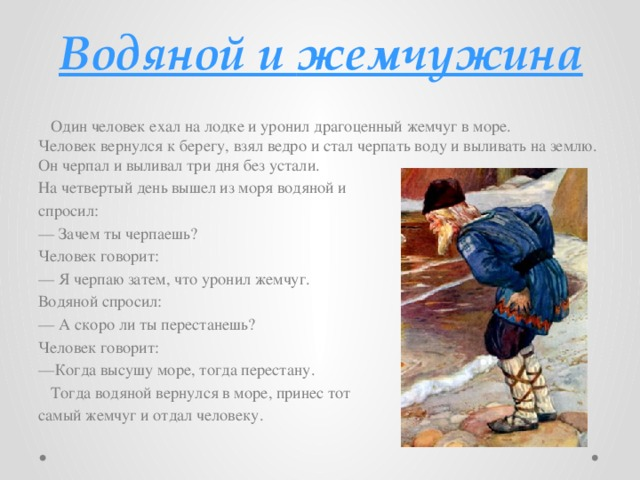 Водяной и жемчужина
Один человек ехал на лодке и уронил драгоценный жемчуг в море.
Человек вернулся к берегу, взял ведро и стал черпать воду и выливать на землю.
Он черпал и выливал три дня без устали.
На четвертый день вышел из моря водяной и
спросил:
— Зачем ты черпаешь?
Человек говорит:
— Я черпаю затем, что уронил жемчуг.
Водяной спросил:
— А скоро ли ты перестанешь?
Человек говорит:
—Когда высушу море, тогда перестану.
Тогда водяной вернулся в море, принес тот
самый жемчуг и отдал человеку.